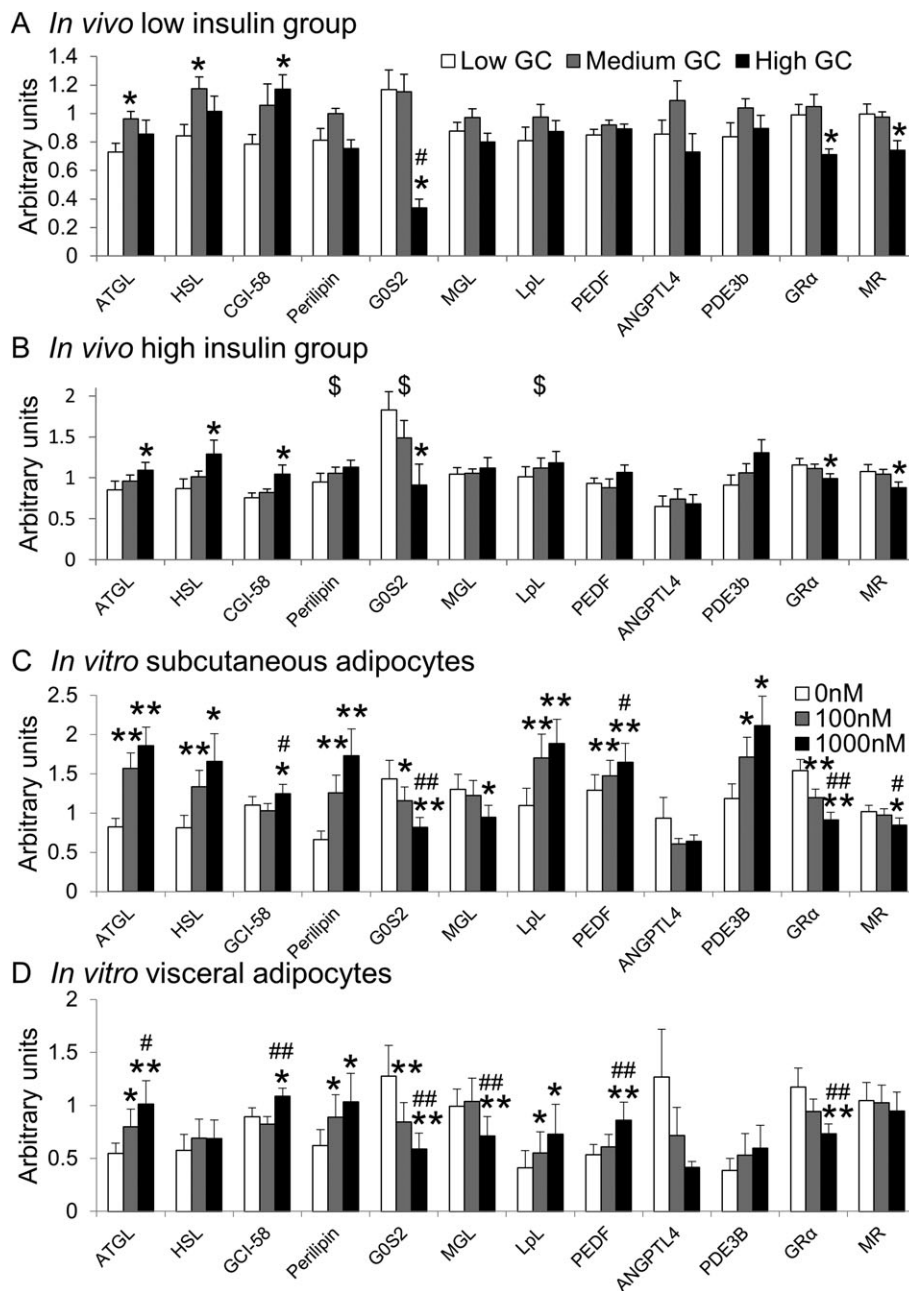 A In vivo low insulin group
Low GC Medium GC High GC
Arbitrary units
1.4
1.2
1
0.8
0.6
0.4
0.2
0
* * * # * * *
ATGL HSL CGI-58 Perilipin G0S2 MGL LpL PEDF ANGPTL4 PDE3b GRα MR
B In vivo high insulin group
Arbitrary units
2
1.5
1
0.5
0
$ $ $
* * * * * *
ATGL HSL CGI-58 Perilipin G0S2 MGL LpL PEDF ANGPTL4 PDE3b GRα MR
C In vitro subcutaneous adipocytes
0nM
100nM
1000nM
Arbitrary units
2.5
2
1.5
1
0.5
0
** ** ** * # * ** ** * ## ** * ** ** ** # ** * * ** ## ** # *
ATGL HSL GCI-58 Perilipin G0S2 MGL LpL PEDF ANGPTL4 PDE3B GRα MR
D In vitro visceral adipocytes
Arbitrary units
2
1.5
1
0.5
0
* # ** ## * * * ** ## ** ## ** * * ## ** ## **
ATGL HSL GCI-58 Perilipin G0S2 MGL LpL PEDF ANGPTL4 PDE3B GRα MR